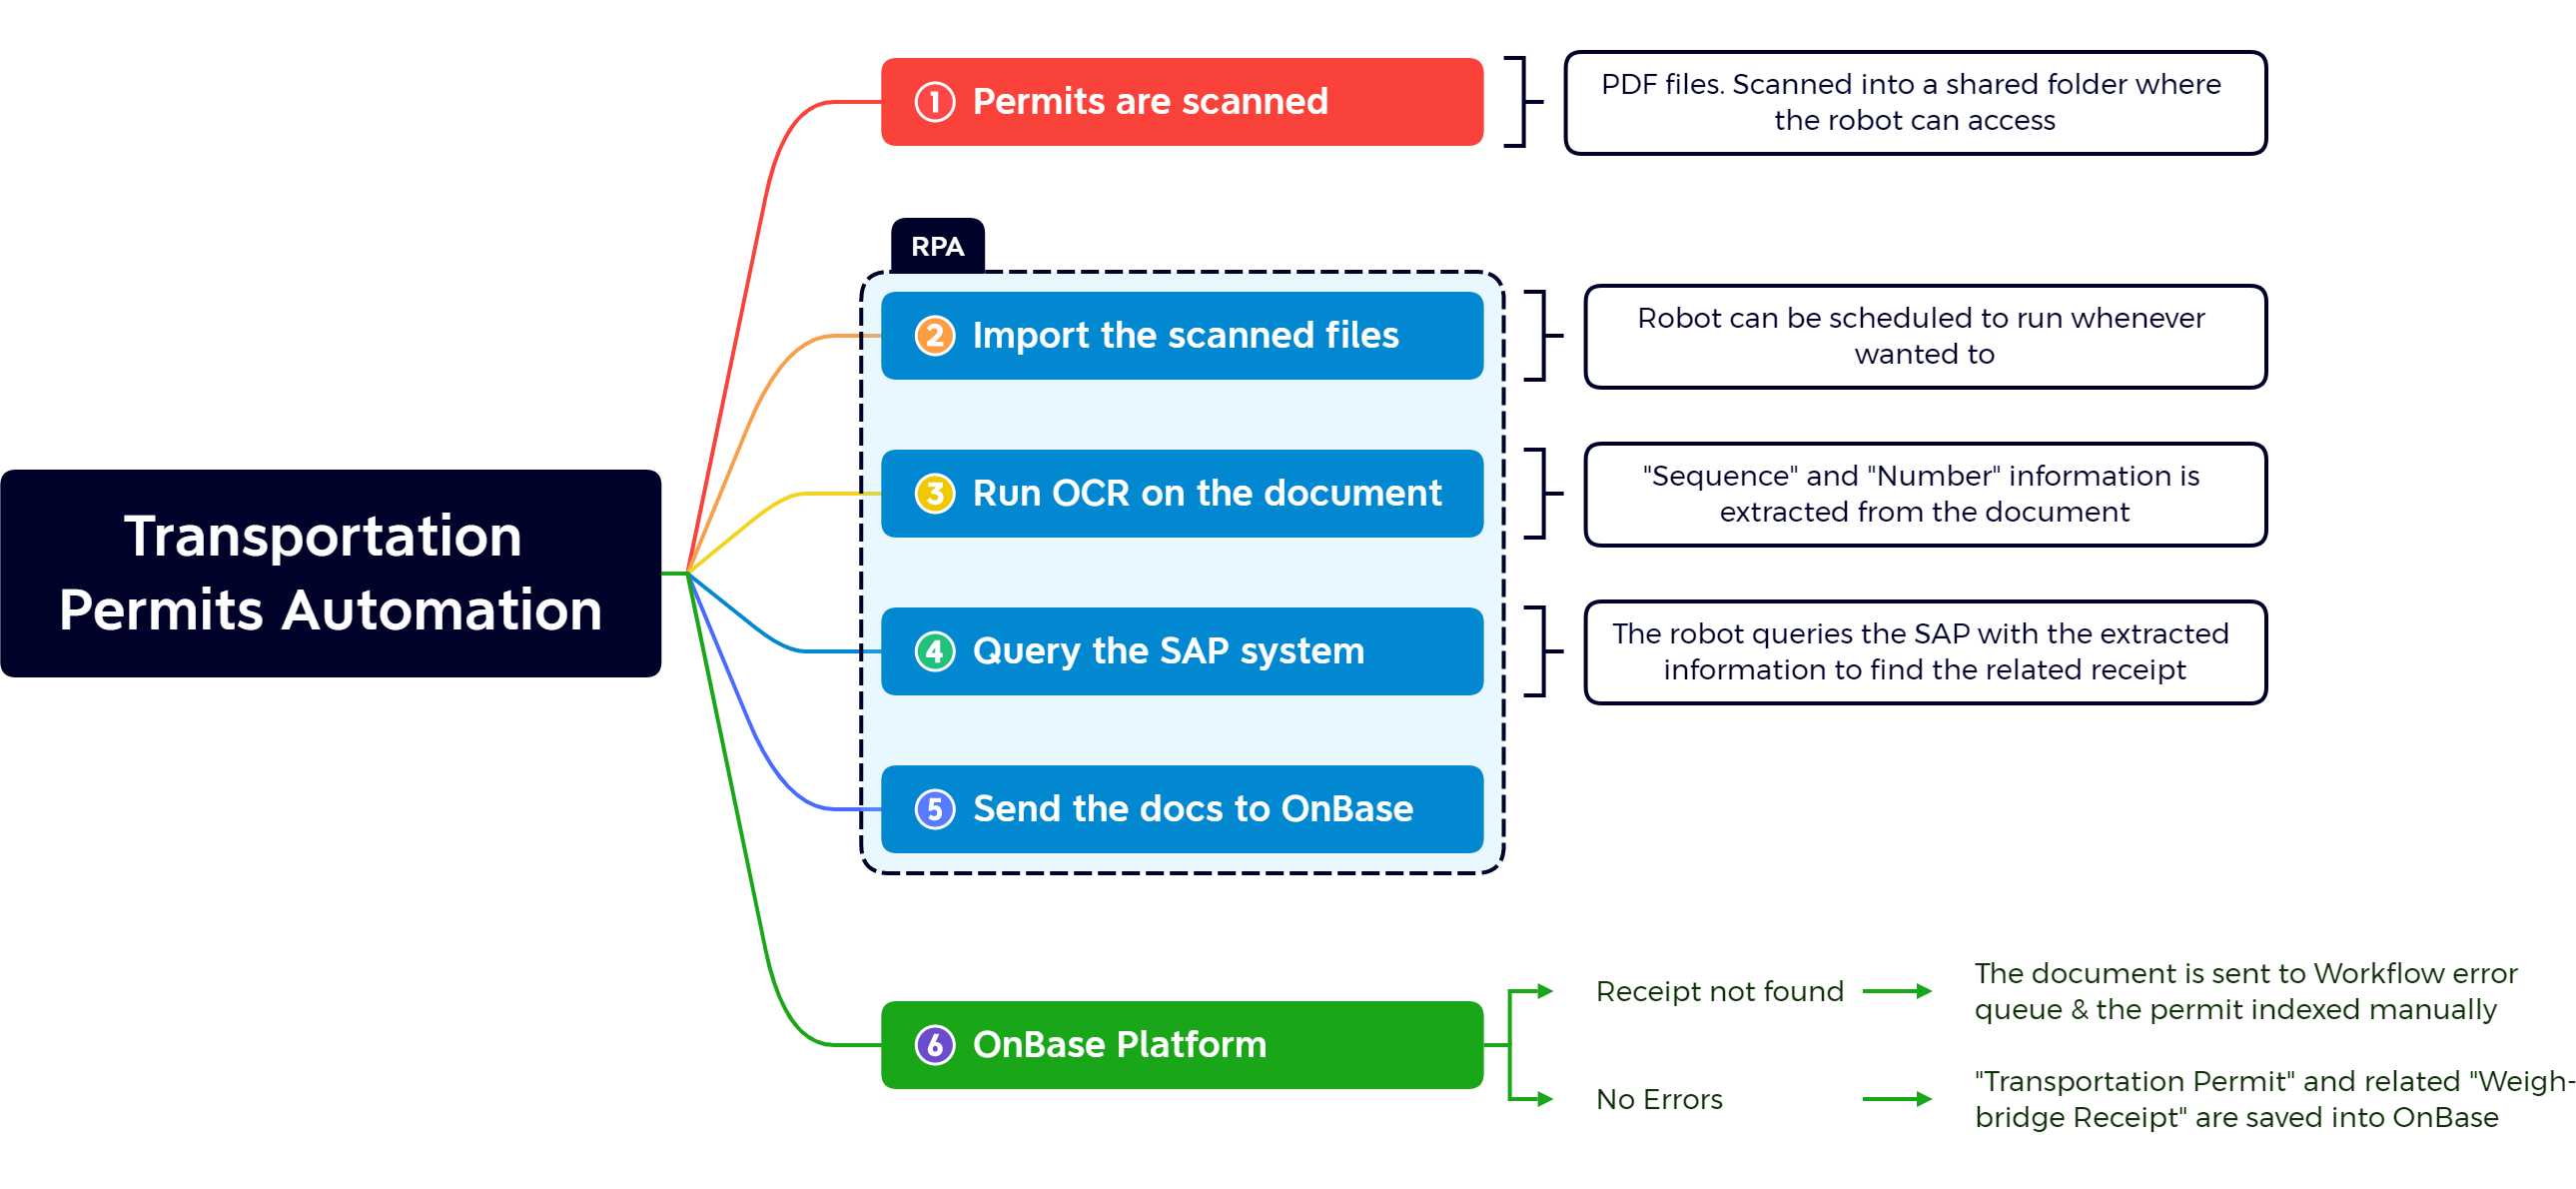 Transportation
Permits Automation
1 Permits are scanned
PDF files. Scanned into a shared folder where
the robot can access
RPA
2 Import the scanned files
Robot can be scheduled to run whenever
wanted to
3 Run OCR on the document
"Sequence" and "Number" information is
extracted from the document
4 Query the SAP system
The robot queries the SAP with the extracted
information to find the related receipt
5 Send the docs to OnBase
6 OnBase Platform
Receipt not found
The document is sent to Workflow error
queue & the permit indexed manually
No Errors
"Transportation Permit" and related "Weigh-
bridge Receipt" are saved into OnBase